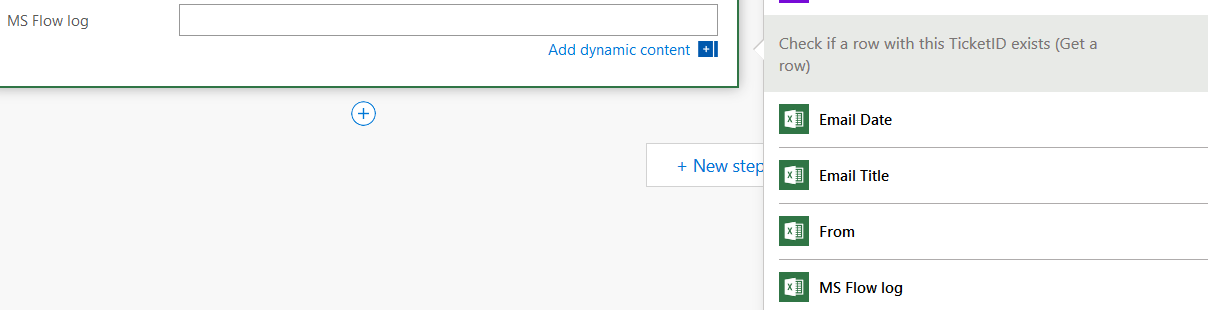 MS Flow log
Add dynamic content
+ New step
Check if a row with this TicketID exists (Get a
row)
Email Date
Email Title
From
MS Flow log